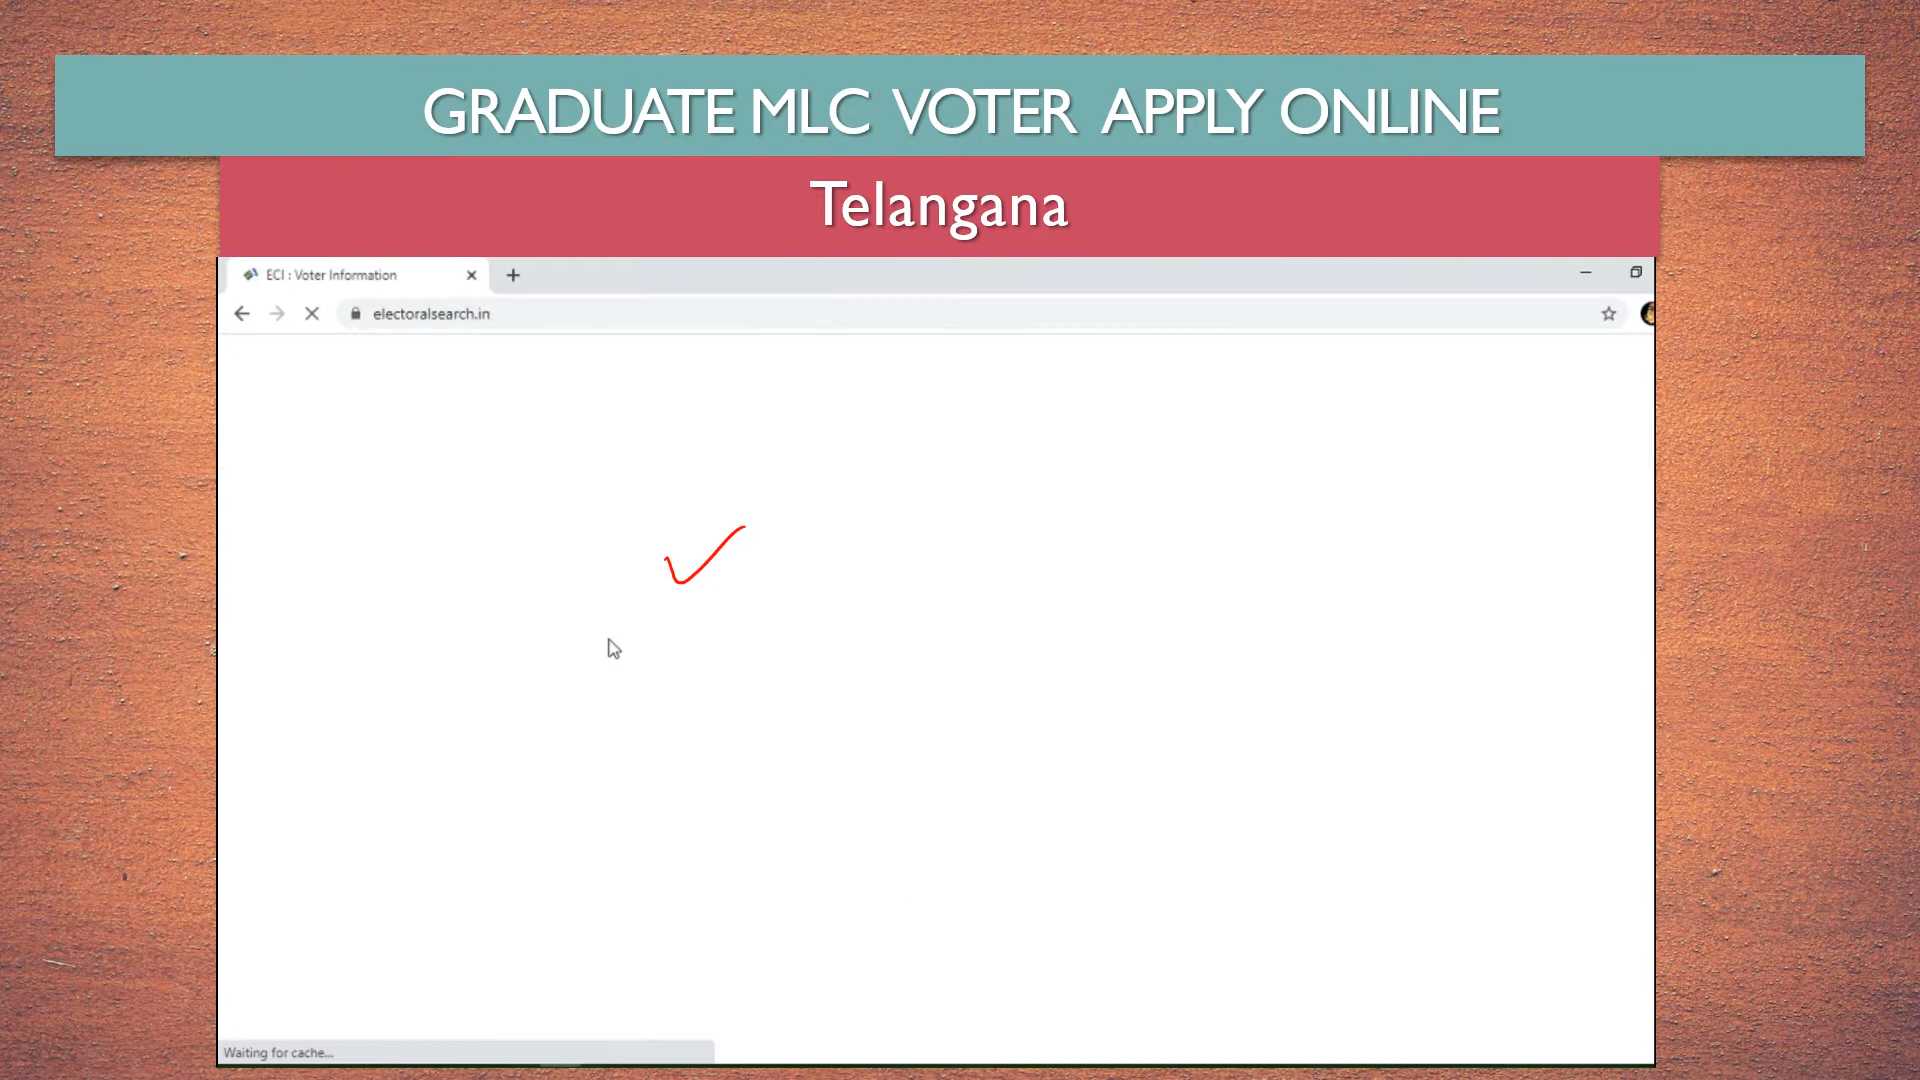 GRADUATE MLC VOTER APPLY ONLINE
Telangana
ECI : Voter Information
electoralsearch.in
Waiting for cache...